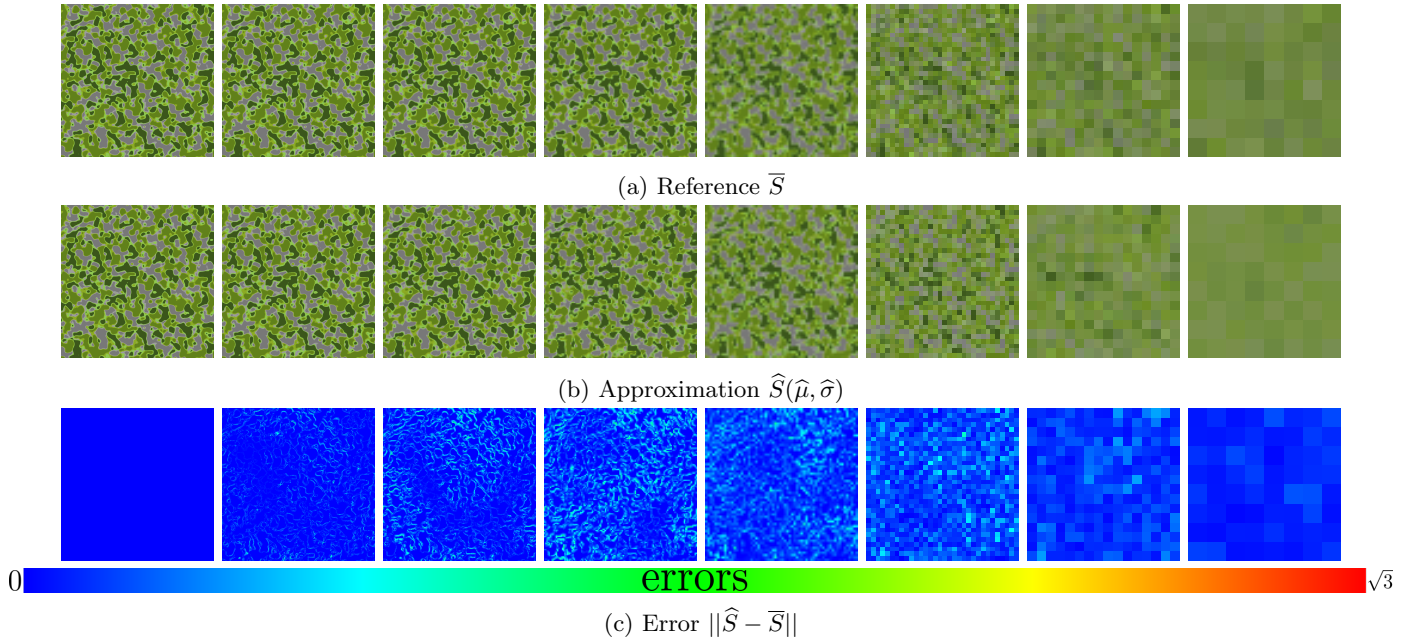 (a) Reference S̅
(b) Approximation Ŝ(μ̂, σ̂)
0 errors √3
(c) Error ||Ŝ − S̅||